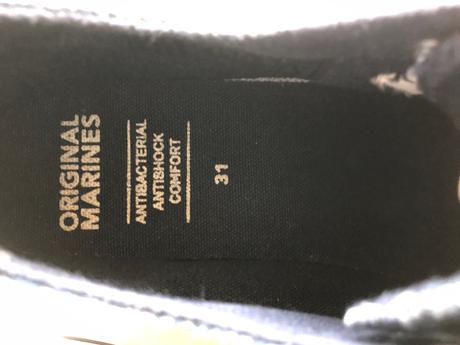 ORIGINAL
MARINES
ANTIBACTERIAL
ANTISHOCK
COMFORT
31